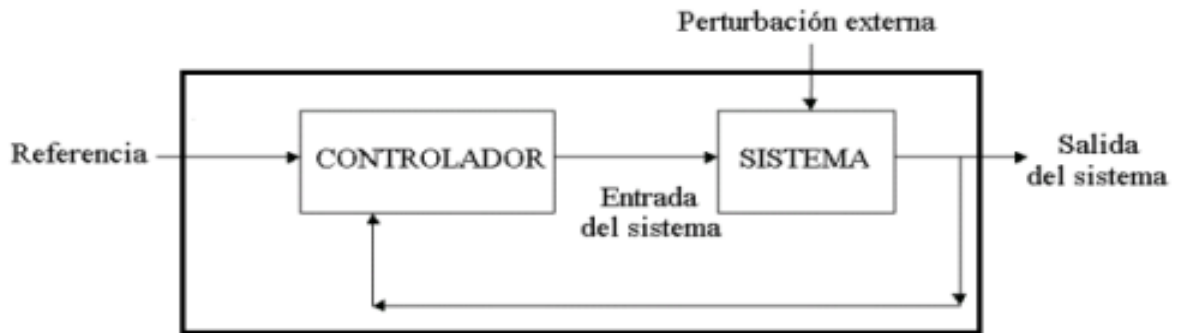 Perturbación externa
Referencia
CONTROLADOR
SISTEMA
Salida
del sistema
Entrada
del sistema